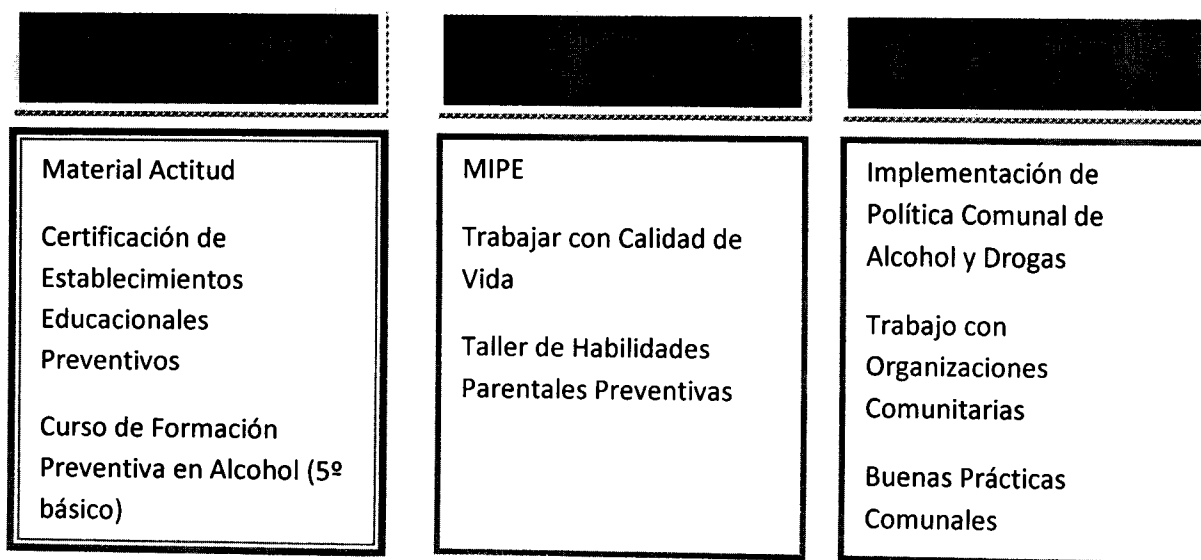 Material Actitud
Certificación de
Establecimientos
Educacionales
Preventivos
Curso de Formación
Preventiva en Alcohol (5º
básico)
MIPE
Trabajar con Calidad de
Vida
Taller de Habilidades
Parentales Preventivas
Implementación de
Política Comunal de
Alcohol y Drogas
Trabajo con
Organizaciones
Comunitarias
Buenas Prácticas
Comunales